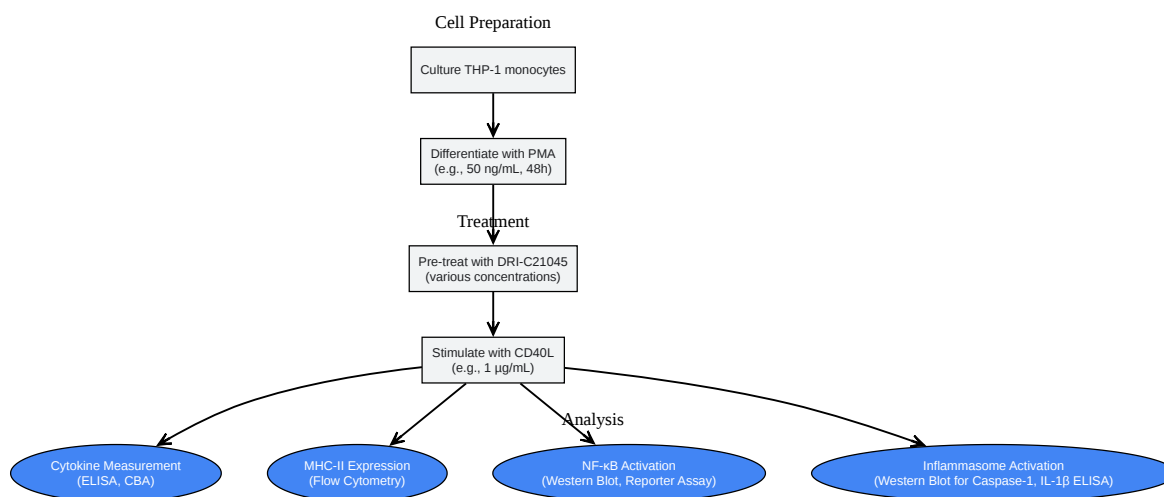 Cell Preparation
Culture THP-1 monocytes
Differentiate with PMA
(e.g., 50 ng/mL, 48h)
Treatment
Pre-treat with DRI-C21045
(various concentrations)
Stimulate with CD40L
(e.g., 1 µg/mL)
Analysis
Cytokine Measurement
(ELISA, CBA)
MHC-II Expression
(Flow Cytometry)
NF-κB Activation
(Western Blot, Reporter Assay)
Inflammasome Activation
(Western Blot for Caspase-1, IL-1β ELISA)